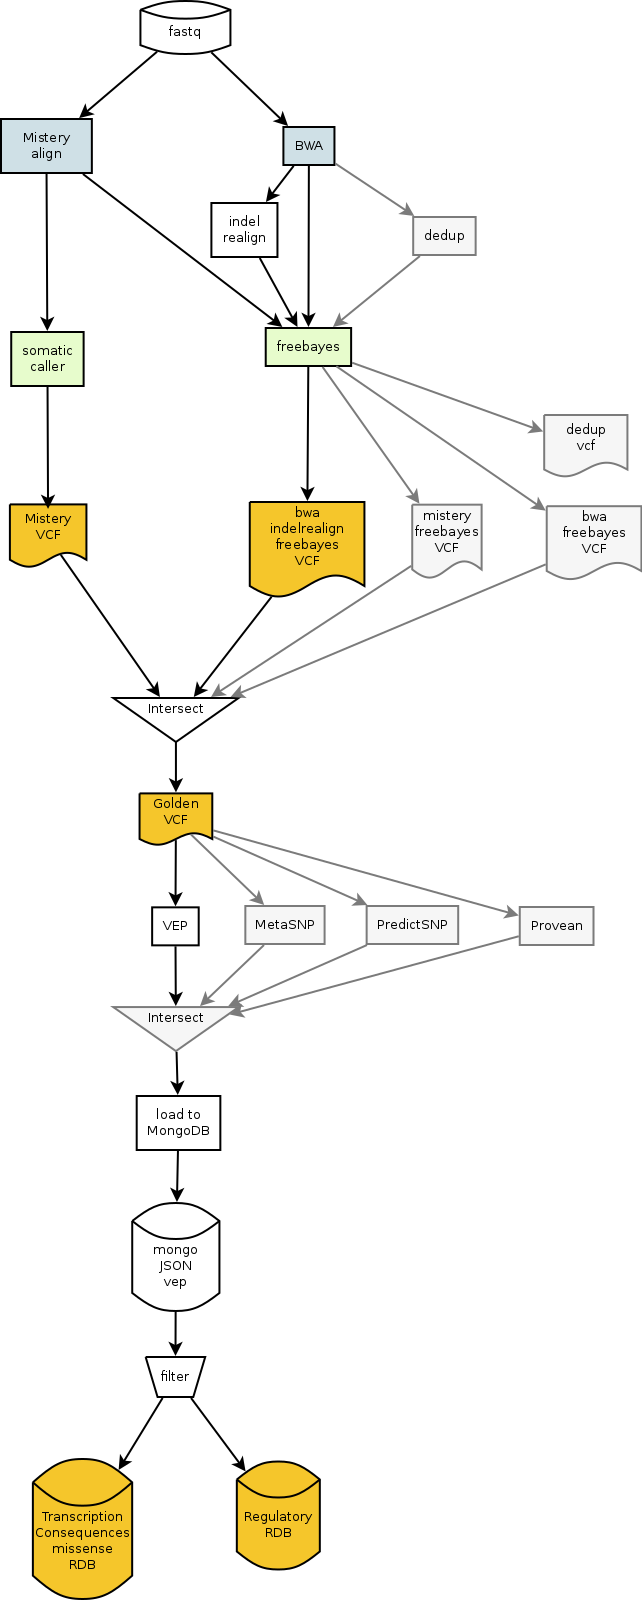 fastq
Mistery
align
BWA
indel
realign
dedup
freebayes
somatic
caller
dedup
vcf
Mistery
VCF
bwa
indelrealign
freebayes
VCF
mistery
freebayes
VCF
bwa
freebayes
VCF
Intersect
Golden
VCF
VEP
MetaSNP
PredictSNP
Provean
Intersect
load to
MongoDB
mongo
JSON
vep
filter
Transcription
Consequences
missense
RDB
Regulatory
RDB